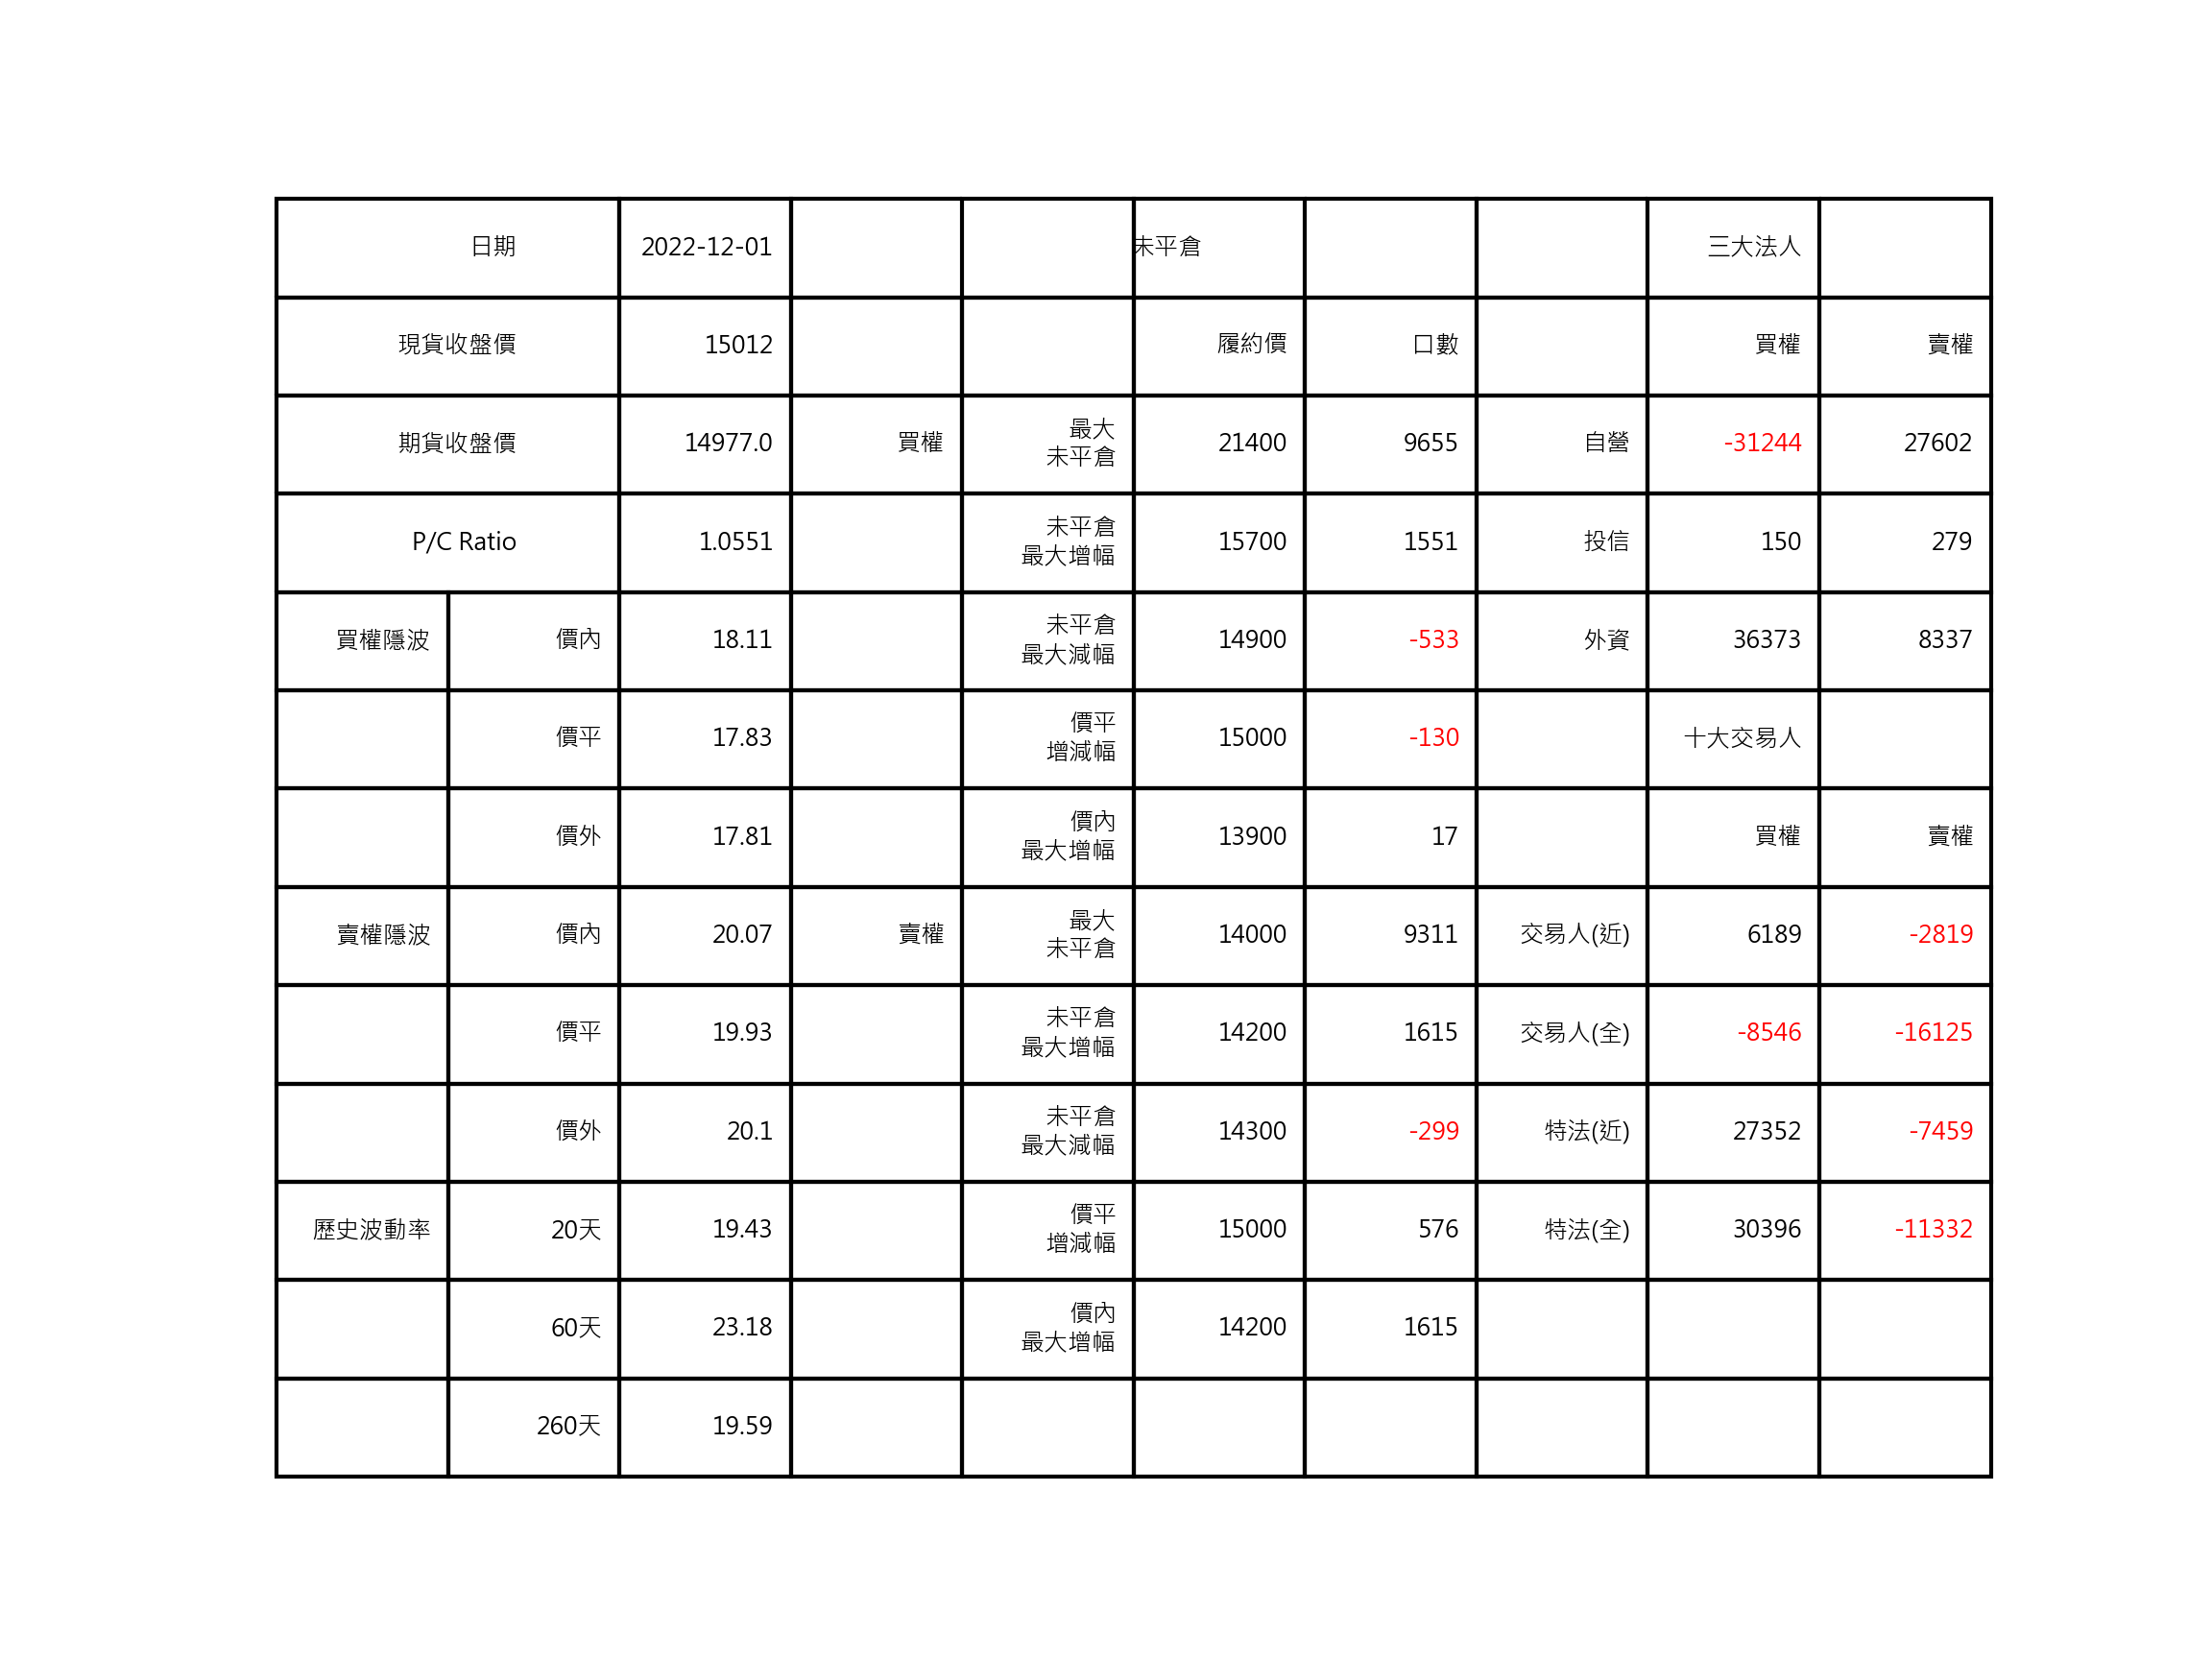 日期 2022-12-01 未平倉 三大法人
現貨收盤價 15012 履約價 口數 買權 賣權
期貨收盤價 14977.0 買權 最大 未平倉 21400 9655 自營 -31244 27602
P/C Ratio 1.0551 未平倉 最大增幅 15700 1551 投信 150 279
買權隱波 價內 18.11 未平倉 最大減幅 14900 -533 外資 36373 8337
價平 17.83 價平 增減幅 15000 -130 十大交易人
價外 17.81 價內 最大增幅 13900 17 買權 賣權
賣權隱波 價內 20.07 賣權 最大 未平倉 14000 9311 交易人(近) 6189 -2819
價平 19.93 未平倉 最大增幅 14200 1615 交易人(全) -8546 -16125
價外 20.1 未平倉 最大減幅 14300 -299 特法(近) 27352 -7459
歷史波動率 20天 19.43 價平 增減幅 15000 576 特法(全) 30396 -11332
60天 23.18 價內 最大增幅 14200 1615
260天 19.59